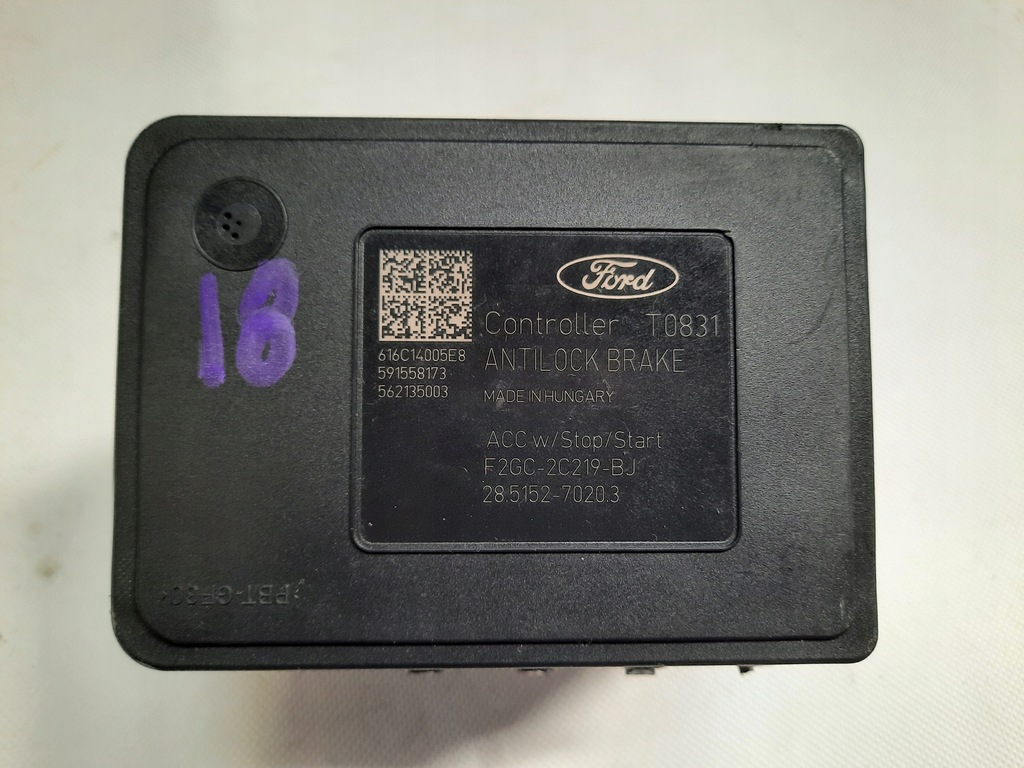 18
Ford
Controller T0831
ANTILOCK BRAKE
MADE IN HUNGARY
616C14005E8
591558173
562135003
ACC w/Stop/Start
F2GC-2C219-BJ
28.5152-7020.3
>PBT-GF30<